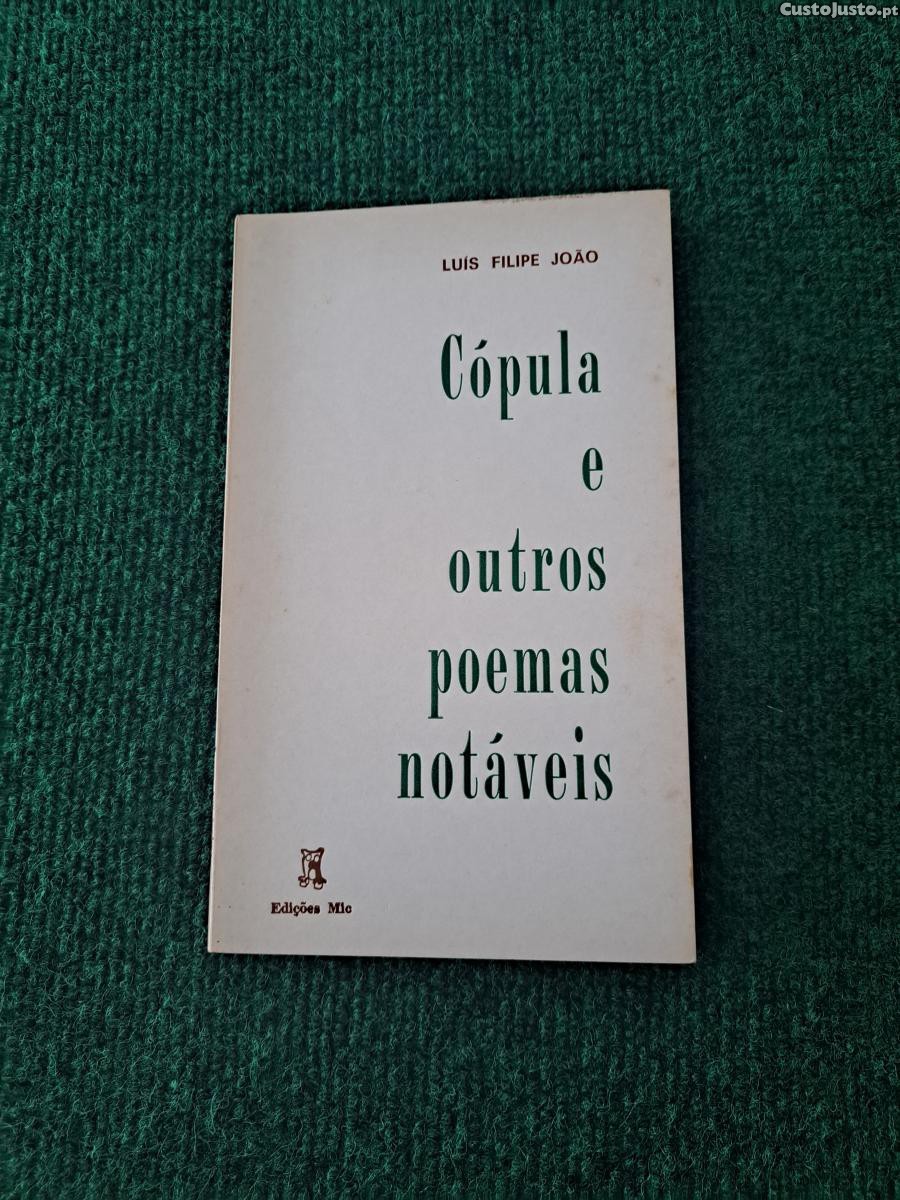 CustoJusto.pt
LUÍS FILIPE JOÃO
Cópula
e
outros
poemas
notáveis
Edições Mic